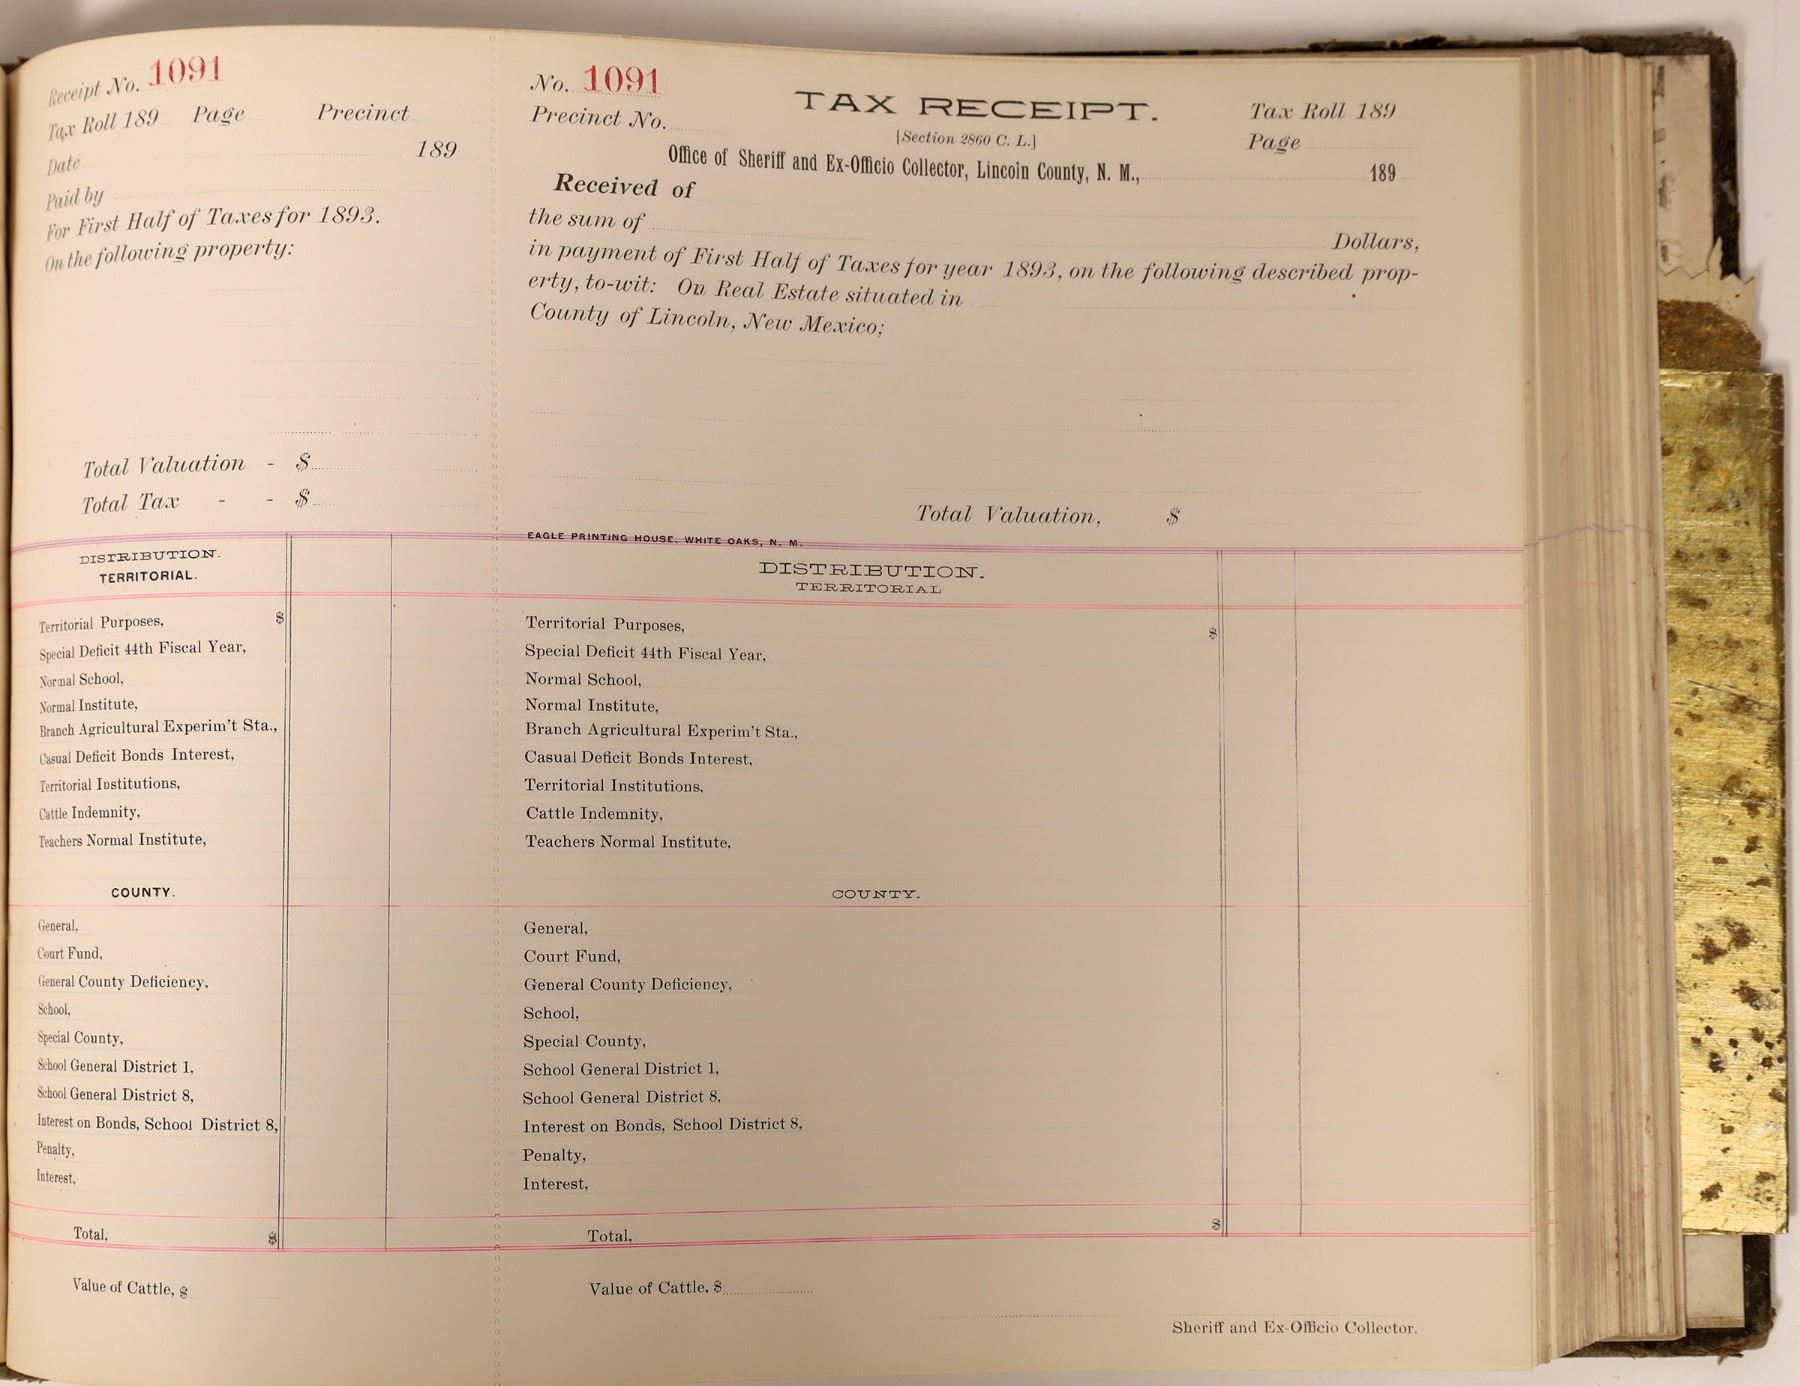 Receipt No. 1091
Tax Roll 189 Page Precinct
Date 189
Paid by
For First Half of Taxes for 1893.
On the following property:
Total Valuation - $
Total Tax - - $
DISTRIBUTION.
TERRITORIAL.
Territorial Purposes, $
Special Deficit 44th Fiscal Year,
Normal School,
Normal Institute,
Branch Agricultural Experim't Sta.,
Casual Deficit Bonds Interest,
Territorial Institutions,
Cattle Indemnity,
Teachers Normal Institute,
COUNTY.
General,
Court Fund,
General County Deficiency,
School,
Special County,
School General District 1,
School General District 8,
Interest on Bonds, School District 8,
Penalty,
Interest,
Total, $
Value of Cattle, $
No. 1091
TAX RECEIPT.
Tax Roll 189
Precinct No.
[Section 2860 C. L.]
Page
Office of Sheriff and Ex-Officio Collector, Lincoln County, N. M., 189
Received of
the sum of Dollars,
in payment of First Half of Taxes for year 1893, on the following described prop-
erty, to-wit: On Real Estate situated in
County of Lincoln, New Mexico;
Total Valuation, $
EAGLE PRINTING HOUSE, WHITE OAKS, N. M.
DISTRIBUTION.
TERRITORIAL
Territorial Purposes, $
Special Deficit 44th Fiscal Year,
Normal School,
Normal Institute,
Branch Agricultural Experim't Sta.,
Casual Deficit Bonds Interest,
Territorial Institutions,
Cattle Indemnity,
Teachers Normal Institute,
COUNTY.
General,
Court Fund,
General County Deficiency,
School,
Special County,
School General District 1,
School General District 8.
Interest on Bonds, School District 8.
Penalty,
Interest,
Total, $
Value of Cattle. $
Sheriff and Ex-Officio Collector.